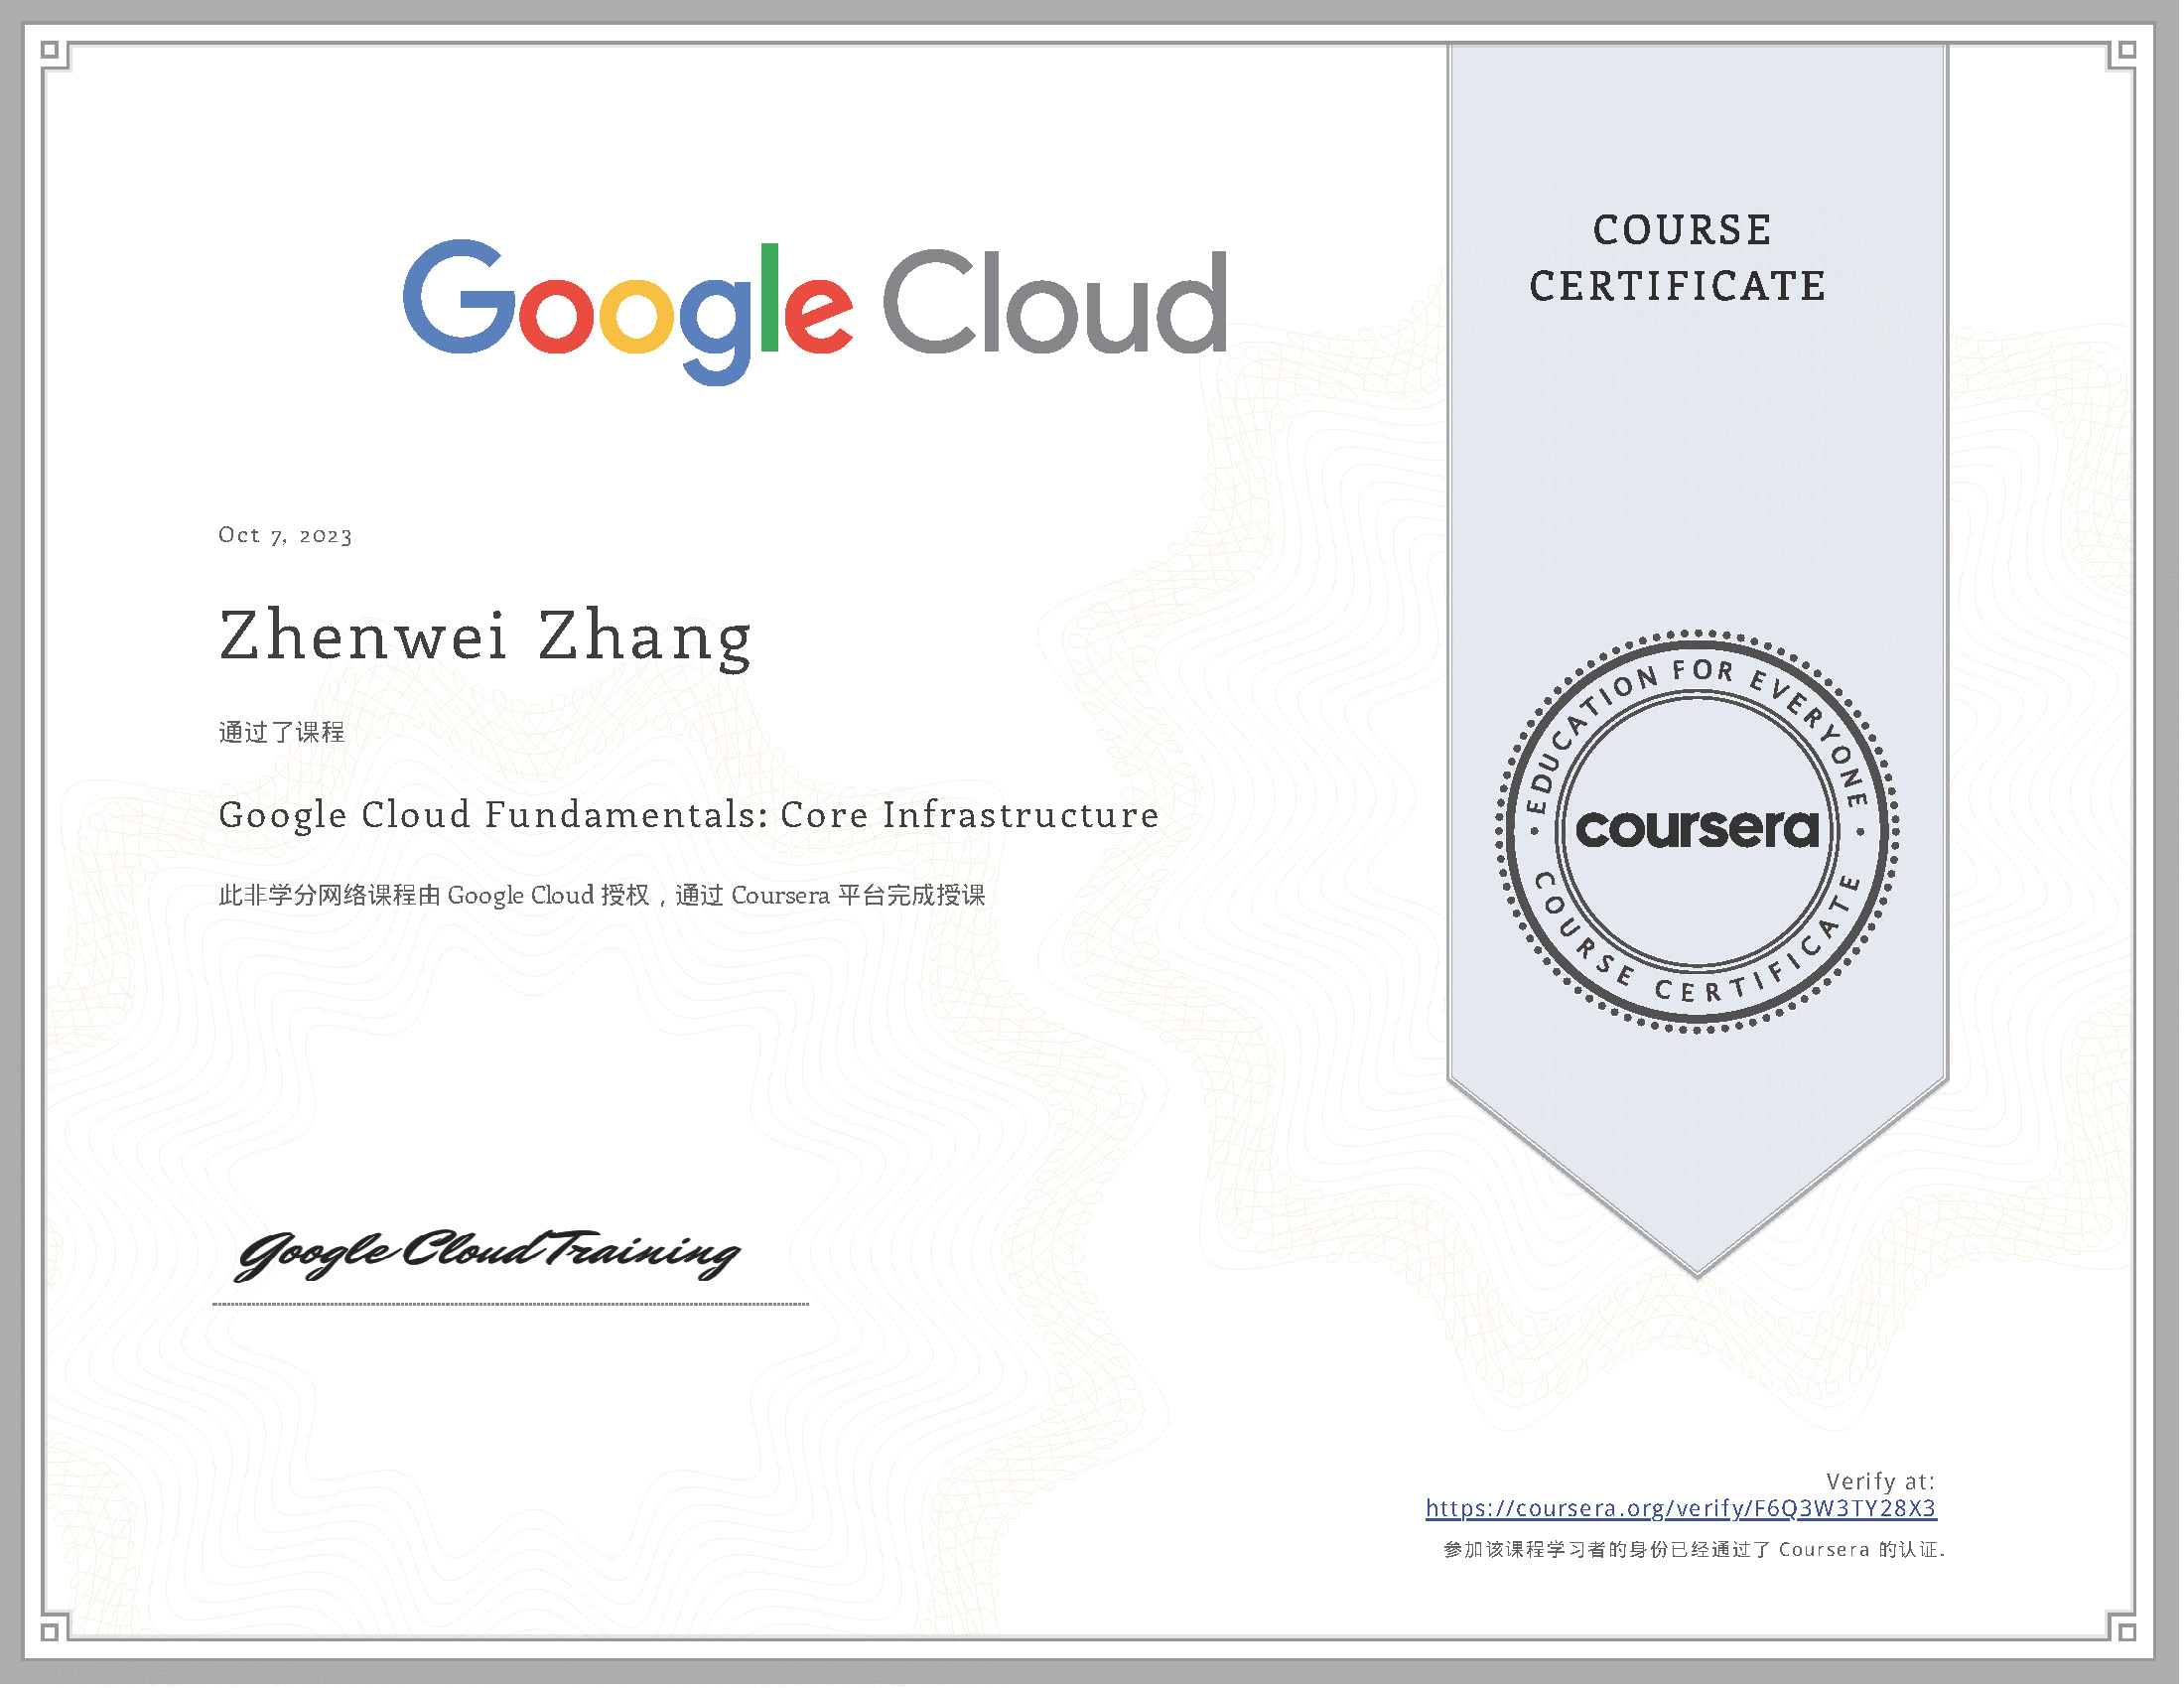 Google Cloud
COURSE
CERTIFICATE
Oct 7, 2023
Zhenwei Zhang
通过了课程
Google Cloud Fundamentals: Core Infrastructure
此非学分网络课程由 Google Cloud 授权，通过 Coursera 平台完成授课
EDUCATION FOR EVERYONE
coursera
COURSE CERTIFICATE
Google Cloud Training
Verify at:
https://coursera.org/verify/F6Q3W3TY28X3
参加该课程学习者的身份已经通过了 Coursera 的认证.